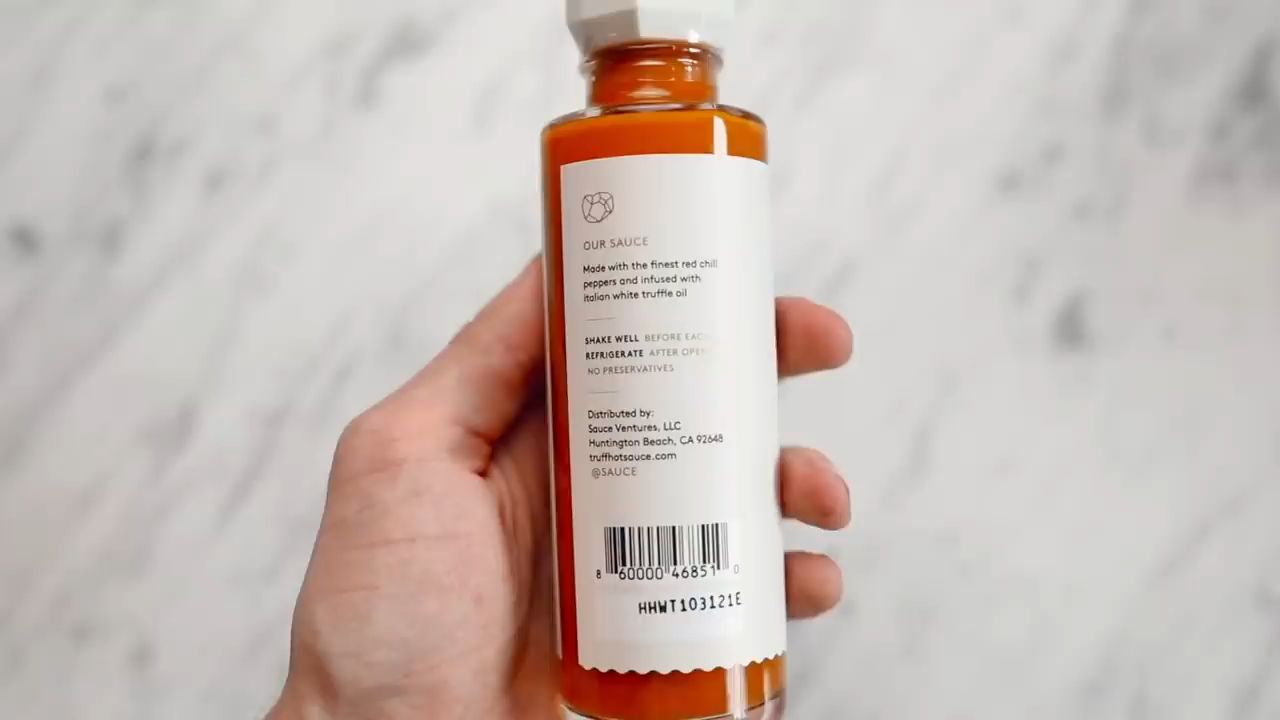 OUR SAUCE
Made with the finest red chili
peppers and infused with
italian white truffle oil
SHAKE WELL BEFORE
REFRIGERATE AFTER
NO PRESERVATIVES
Distributed by:
Sauce Ventures, LLC
Huntington Beach, CA 92648
truffhotsauce.com
@SAUCE
8 60000 46851 0
HHWT103121E